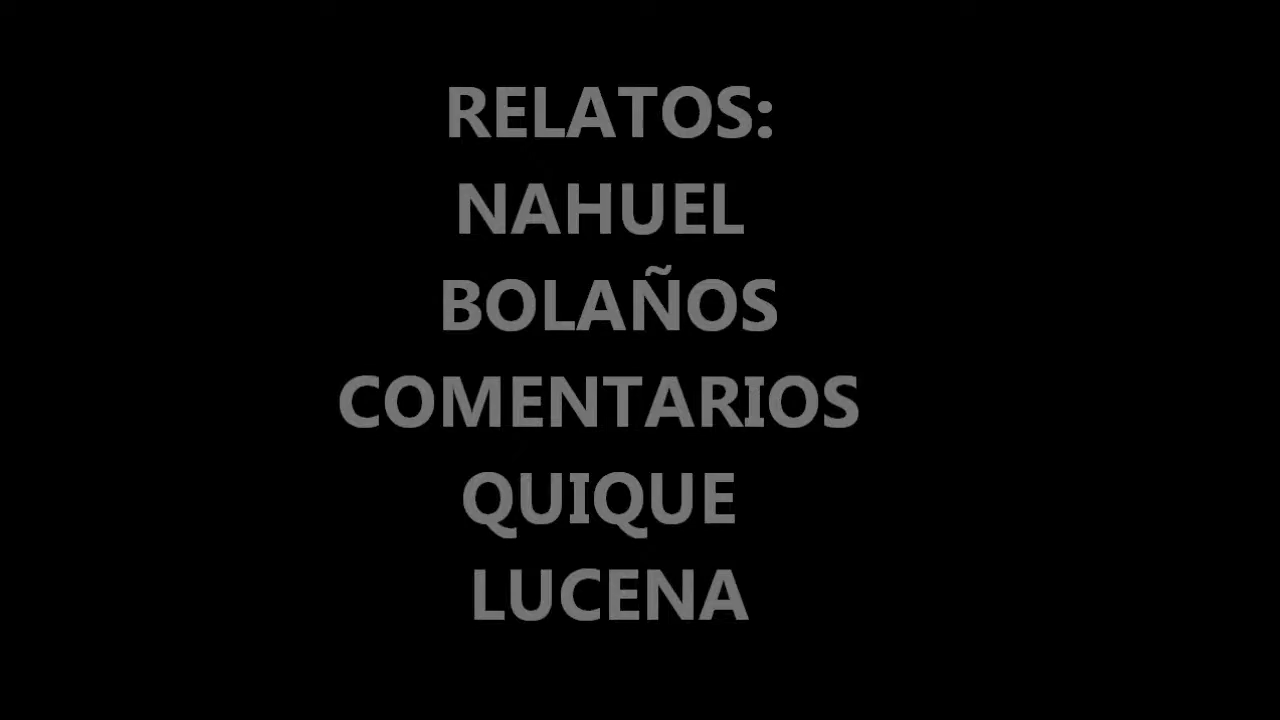 RELATOS:
NAHUEL
BOLAÑOS
COMENTARIOS
QUIQUE
LUCENA